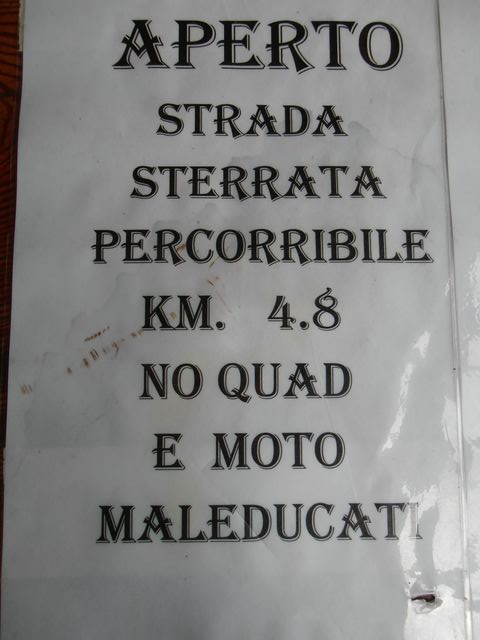 APERTO
STRADA
STERRATA
PERCORRIBILE
KM. 4.8
NO QUAD
E MOTO
MALEDUCATI